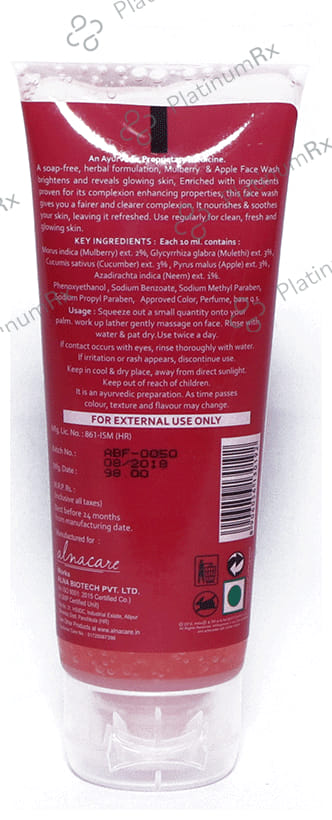 PlatinumRx
An Ayurvedic Proprietary Medicine.
A soap-free, herbal formulation, Mulberry & Apple Face Wash
brightens and reveals glowing skin, Enriched with ingredients
proven for its complexion enhancing properties, this face wash
gives you a fairer and clearer complexion. It nourishes & soothes
your skin, leaving it refreshed. Use regularly for clean, fresh and
glowing skin.
KEY INGREDIENTS : Each 10 ml. contains :
Morus indica (Mulberry) ext. 2%, Glycyrrhiza glabra (Mulethi) ext. 3%,
Cucumis sativus (Cucumber) ext. 3% , Pyrus malus (Apple) ext. 3%,
Azadirachta indica (Neem) ext. 1%.
Phenoxyethanol , Sodium Benzoate, Sodium Methyl Paraben,
Sodium Propyl Paraben, Approved Color, Perfume, base q.s.
Usage : Squeeze out a small quantity onto your
palm. work up lather gently massage on face. Rinse with
water & pat dry. Use twice a day.
If contact occurs with eyes, rinse thoroughly with water.
If irritation or rash appears, discontinue use.
Keep in cool & dry place, away from direct sunlight.
Keep out of reach of children.
It is an ayurvedic preparation. As time passes
colour, texture and flavour may change.
FOR EXTERNAL USE ONLY
Mfg. Lic. No. : 861-ISM (HR)
Batch No. : ABF-0050
Mfg. Date : 08/2018
98.00
M.R.P. Rs. :
(inclusive all taxes)
Best before 24 months
from manufacturing date.
Manufactured for :
alnacare
Works
ALNA BIOTECH PVT. LTD.
An ISO 9001: 2015 Certified Co.)
GMP Certified Unit)